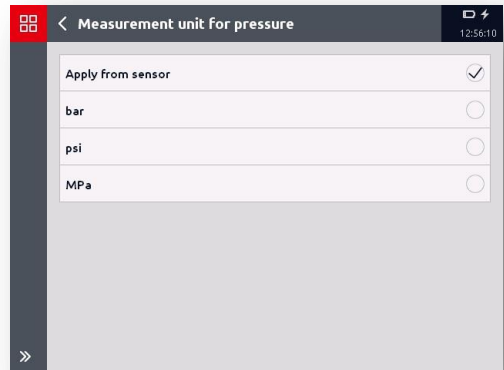 Measurement unit for pressure
12:56:10
Apply from sensor
bar
psi
MPa